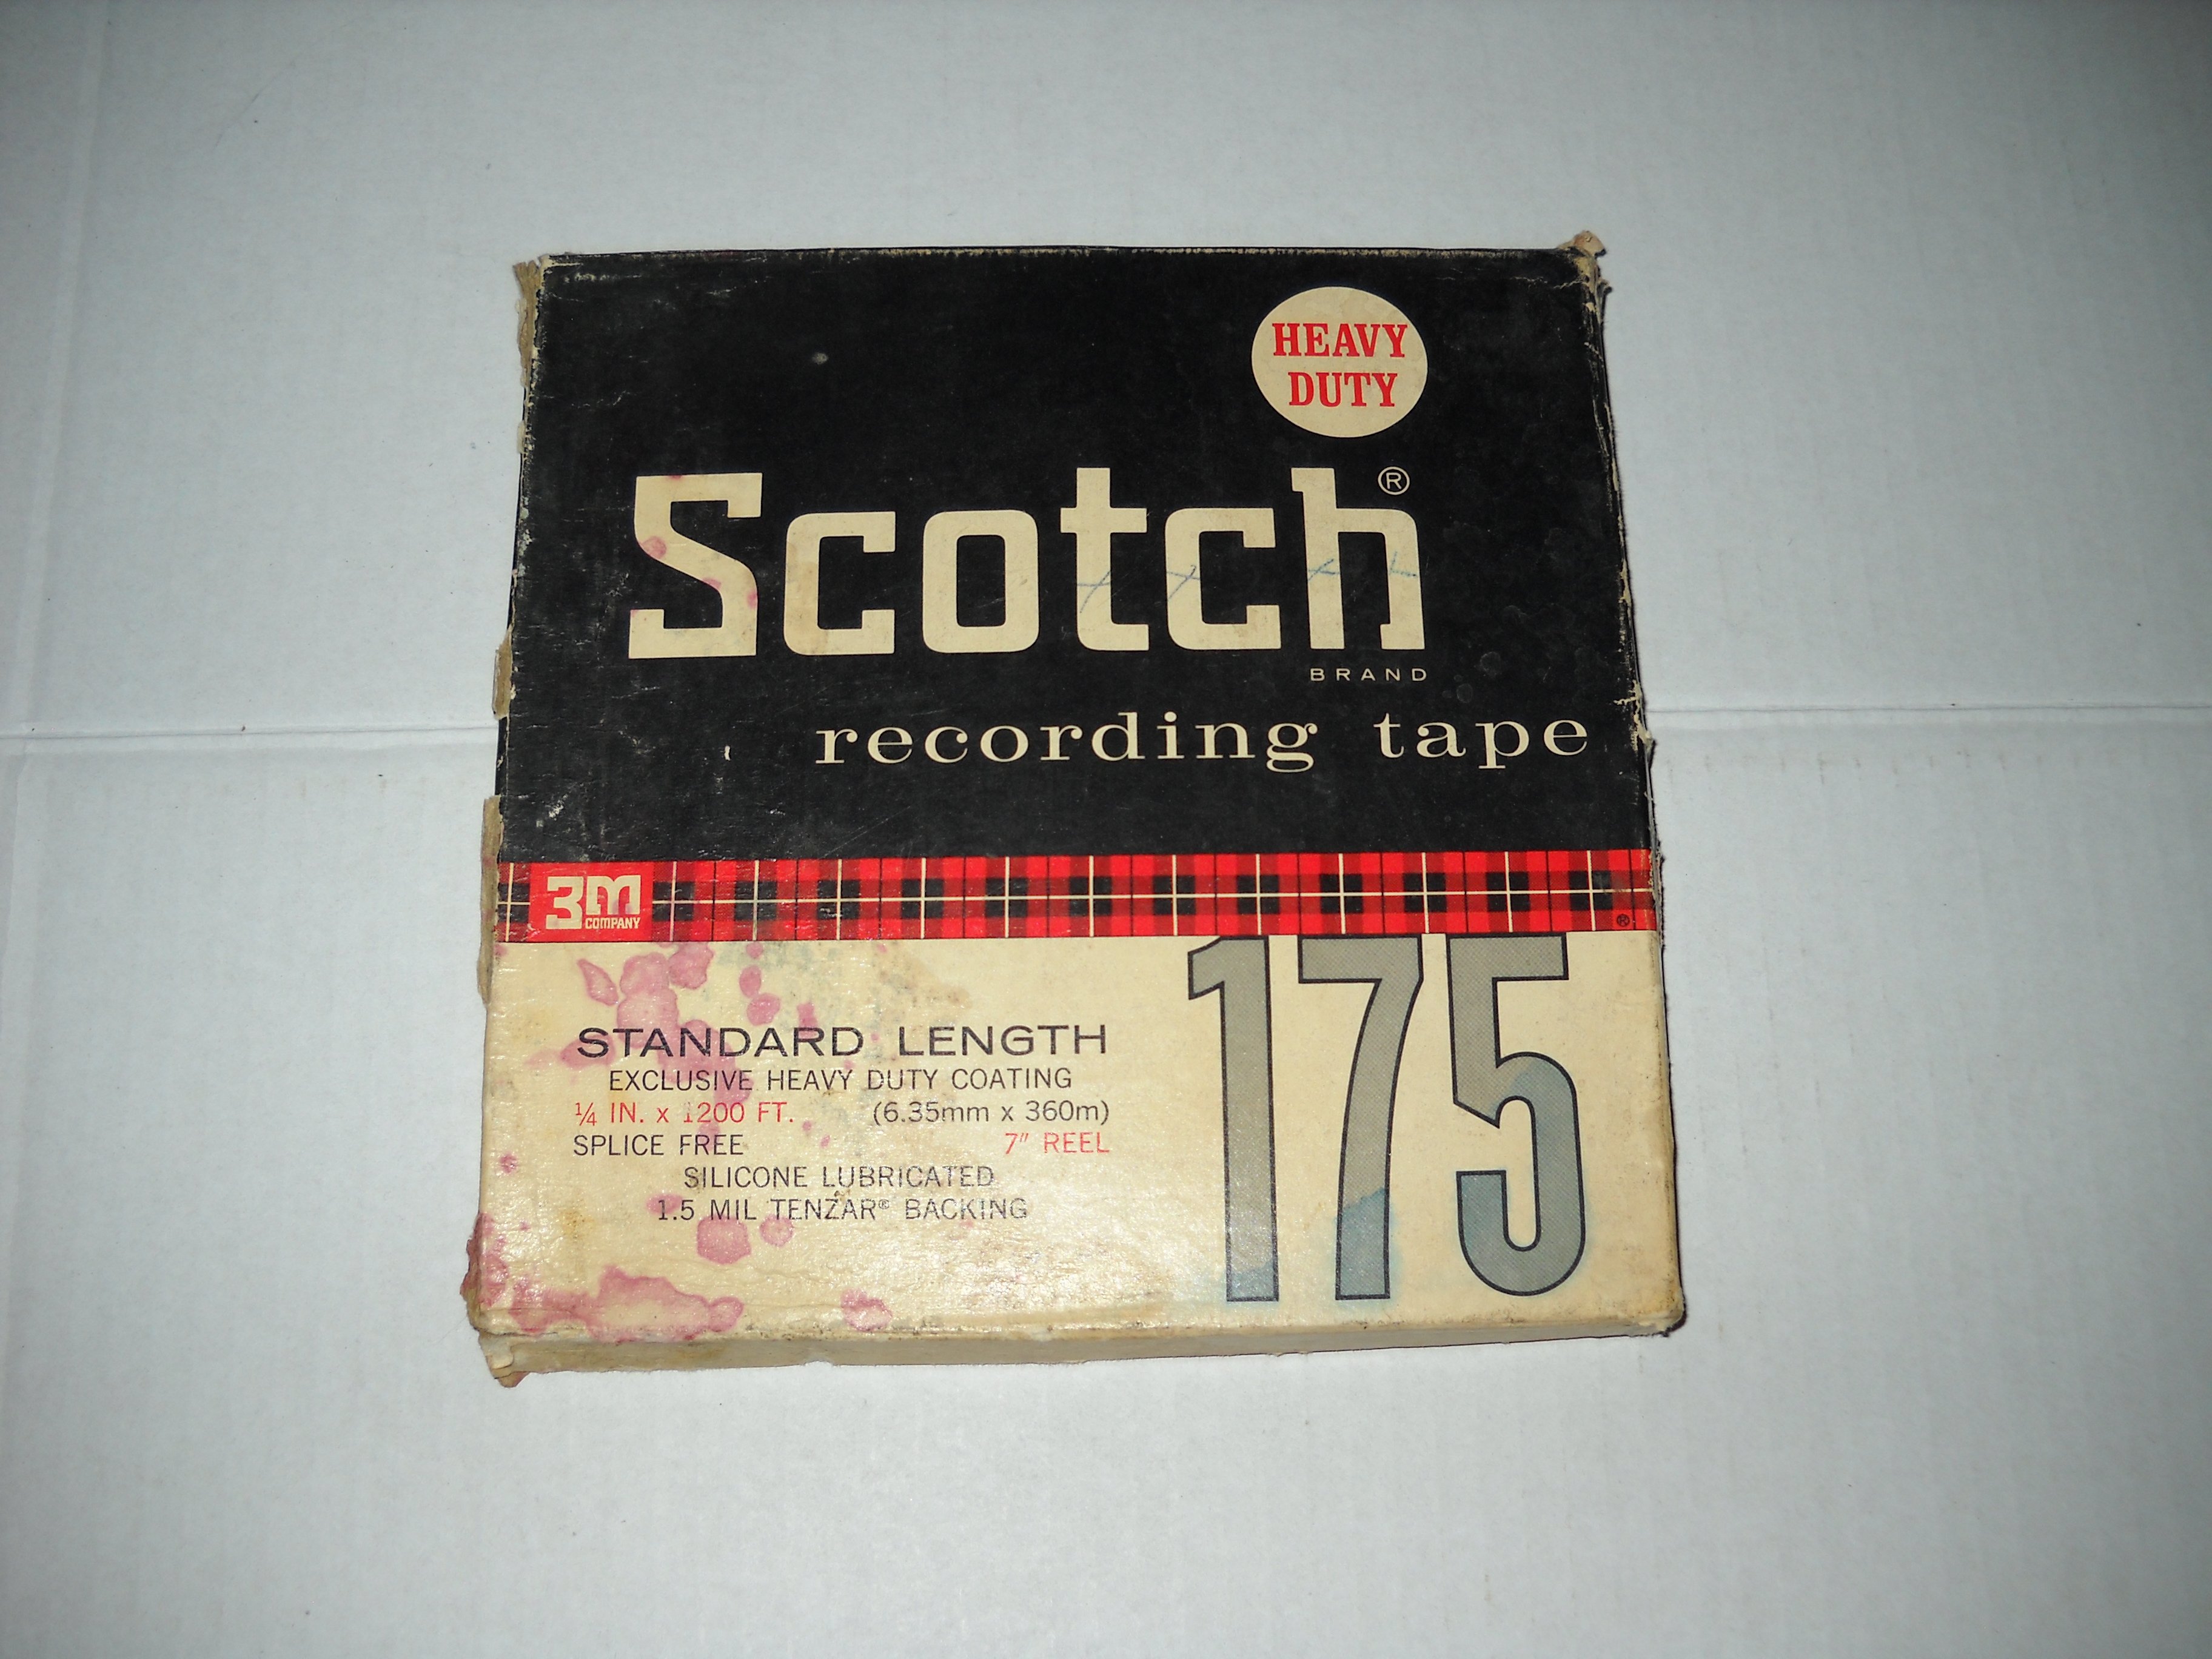 HEAVY
DUTY
Scotch®
BRAND
recording tape
3M
COMPANY
®
175
STANDARD LENGTH
EXCLUSIVE HEAVY DUTY COATING
¼ IN. x 1200 FT. (6.35mm x 360m)
SPLICE FREE 7" REEL
SILICONE LUBRICATED
1.5 MIL TENZAR® BACKING